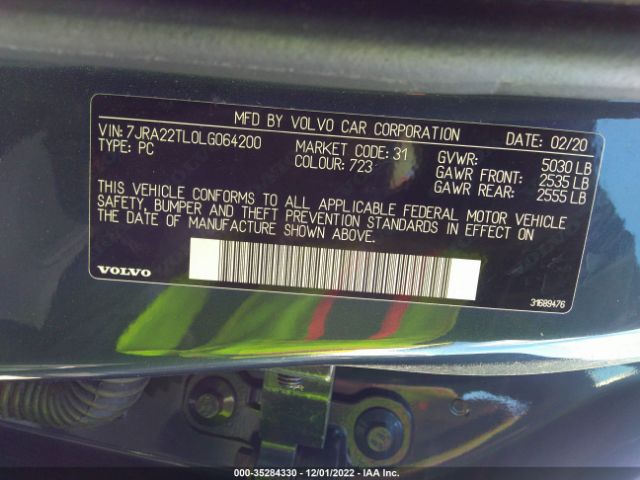 MFD BY VOLVO CAR CORPORATION DATE: 02/20
VIN: 7JRA22TL0LG064200 MARKET CODE: 31 GVWR: 5030 LB
TYPE: PC COLOUR: 723 GAWR FRONT: 2535 LB
GAWR REAR: 2555 LB
THIS VEHICLE CONFORMS TO ALL APPLICABLE FEDERAL MOTOR VEHICLE
SAFETY, BUMPER AND THEFT PREVENTION STANDARDS IN EFFECT ON
THE DATE OF MANUFACTURE SHOWN ABOVE.
VOLVO
31689476
000-35284330 - 12/01/2022 - IAA Inc.